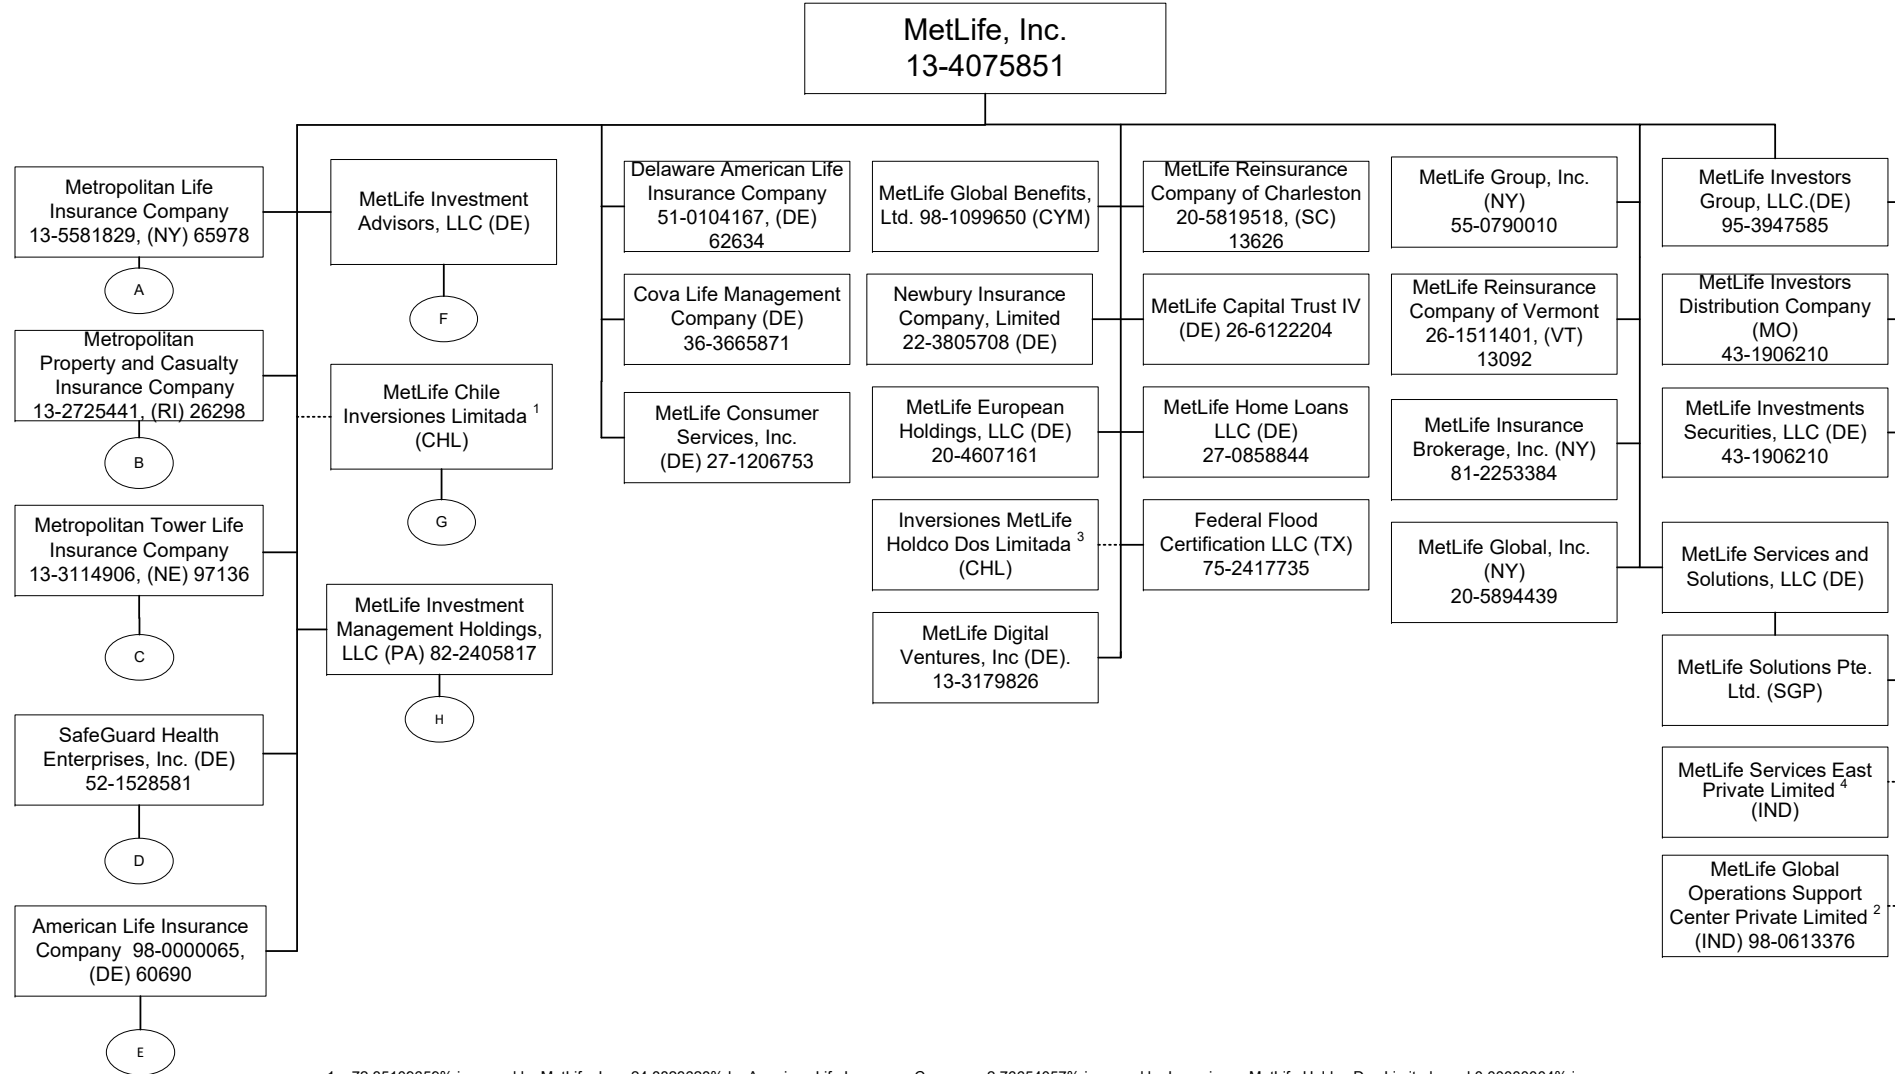 MetLife, Inc.
13-4075851
Metropolitan Life
Insurance Company
13-5581829, (NY) 65978
A
Metropolitan
Property and Casualty
Insurance Company
13-2725441, (RI) 26298
B
Metropolitan Tower Life
Insurance Company
13-3114906, (NE) 97136
C
SafeGuard Health
Enterprises, Inc. (DE)
52-1528581
D
American Life Insurance
Company 98-0000065,
(DE) 60690
E
MetLife Investment
Advisors, LLC (DE)
F
MetLife Chile
Inversiones Limitada 1
(CHL)
G
MetLife Investment
Management Holdings,
LLC (PA) 82-2405817
H
Delaware American Life
Insurance Company
51-0104167, (DE)
62634
Cova Life Management
Company (DE)
36-3665871
MetLife Consumer
Services, Inc.
(DE) 27-1206753
MetLife Global Benefits,
Ltd. 98-1099650 (CYM)
Newbury Insurance
Company, Limited
22-3805708 (DE)
MetLife European
Holdings, LLC (DE)
20-4607161
Inversiones MetLife
Holdco Dos Limitada 3
(CHL)
MetLife Digital
Ventures, Inc (DE).
13-3179826
MetLife Reinsurance
Company of Charleston
20-5819518, (SC)
13626
MetLife Capital Trust IV
(DE) 26-6122204
MetLife Home Loans
LLC (DE)
27-0858844
Federal Flood
Certification LLC (TX)
75-2417735
MetLife Group, Inc.
(NY)
55-0790010
MetLife Reinsurance
Company of Vermont
26-1511401, (VT)
13092
MetLife Insurance
Brokerage, Inc. (NY)
81-2253384
MetLife Global, Inc.
(NY)
20-5894439
MetLife Investors
Group, LLC.(DE)
95-3947585
MetLife Investors
Distribution Company
(MO)
43-1906210
MetLife Investments
Securities, LLC (DE)
43-1906210
MetLife Services and
Solutions, LLC (DE)
MetLife Solutions Pte.
Ltd. (SGP)
MetLife Services East
Private Limited 4
(IND)
MetLife Global
Operations Support
Center Private Limited 2
(IND) 98-0613376